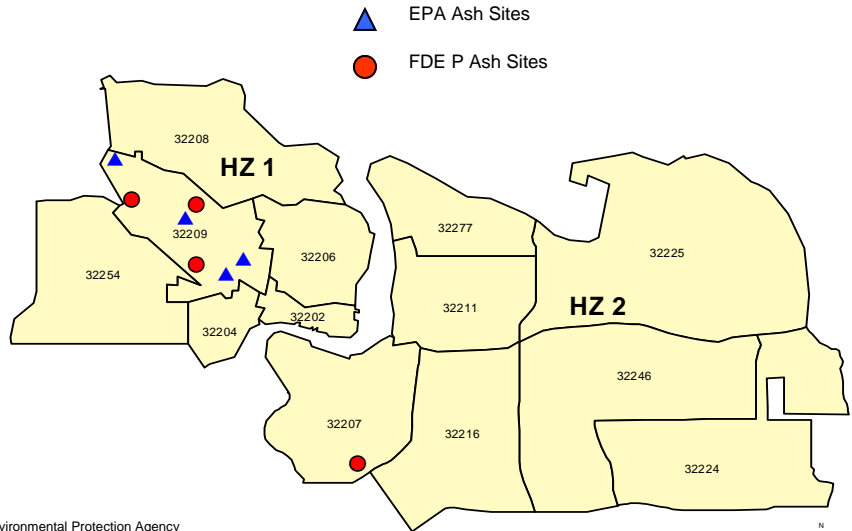 EPA Ash Sites
FDE P Ash Sites
32208
HZ 1
32277
32225
32209
32206
32254
32211
HZ 2
32202
32204
32246
32207
32216
32224
vironmental Protection Agency
N